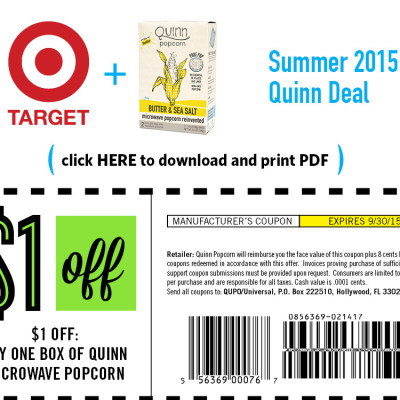 TARGET
+
Quinn
popcorn
BUTTER & SEA SALT
microwave popcorn reinvented
Summer 2015
Quinn Deal
(click HERE to download and print PDF)
$1 off
$1 OFF:
Y ONE BOX OF QUINN
CROWAVE POPCORN
MANUFACTURER'S COUPON
EXPIRES 9/30/15
Retailer: Quinn Popcorn will reimburse you the face value of this coupon plus 8 cents
coupons redeemed in accordance with this offer. Invoices proving purchase of suffici
support coupon submissions must be provided upon request. Consumers are limited to
per purchase and are responsible for all taxes. Cash value is .0001 cents.
Send all coupons to: QUPO/Universal, P.O. Box 222510, Hollywood, FL 3302
0856369-021417
5 56369 00076 7